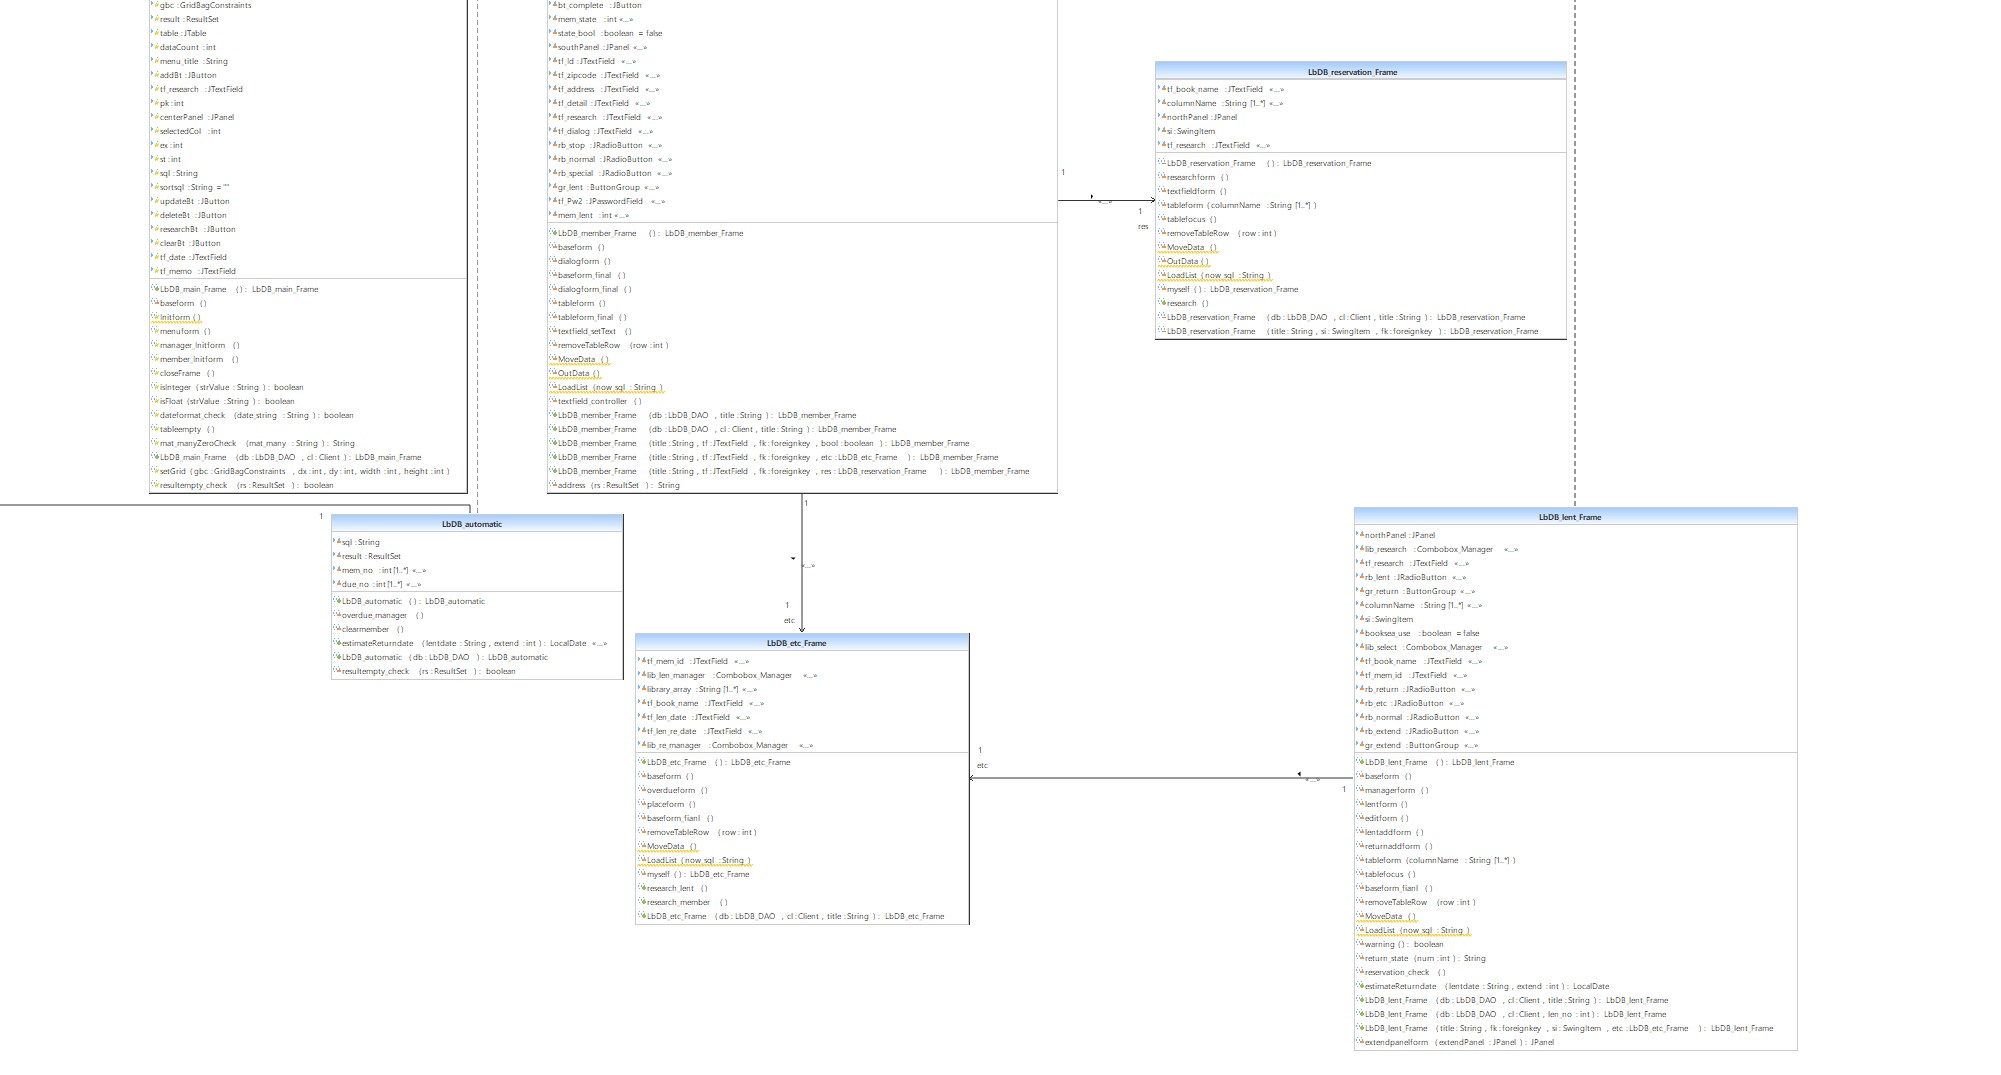 gbc : GridBagConstraints
result : ResultSet
table : JTable
dataCount : int
menu_title : String
addBt : JButton
tf_research : JTextField
pk : int
centerPanel : JPanel
selectedCol : int
ex : int
st : int
sql : String
sortsql : String = ""
updateBt : JButton
deleteBt : JButton
researchBt : JButton
clearBt : JButton
tf_date : JTextField
tf_memo : JTextField
LbDB_main_Frame ( ) : LbDB_main_Frame
baseform ( )
Initform ( )
menuform ( )
manager_Initform ( )
member_Initform ( )
closeFrame ( )
isInteger ( strValue : String ) : boolean
isFloat ( strValue : String ) : boolean
dateformat_check ( date_string : String ) : boolean
tableempty ( )
mat_manyZeroCheck ( mat_many : String ) : String
LbDB_main_Frame ( db : LbDB_DAO , cl : Client ) : LbDB_main_Frame
setGrid ( gbc : GridBagConstraints , dx : int , dy : int , width : int , height : int )
resultempty_check ( rs : ResultSet ) : boolean
bt_complete : JButton
mem_state : int «...»
state_bool : boolean = false
southPanel : JPanel «...»
tf_id : JTextField «...»
tf_zipcode : JTextField «...»
tf_address : JTextField «...»
tf_detail : JTextField «...»
tf_research : JTextField «...»
tf_dialog : JTextField «...»
rb_stop : JRadioButton «...»
rb_normal : JRadioButton «...»
rb_special : JRadioButton «...»
gr_lent : ButtonGroup «...»
tf_Pw2 : JPasswordField «...»
mem_lent : int «...»
LbDB_member_Frame ( ) : LbDB_member_Frame
baseform ( )
dialogform ( )
baseform_final ( )
dialogform_final ( )
tableform ( )
tableform_final ( )
textfield_setText ( )
removeTableRow ( row : int )
MoveData ( )
OutData ( )
LoadList ( now_sql : String )
textfield_controller ( )
LbDB_member_Frame ( db : LbDB_DAO , title : String ) : LbDB_member_Frame
LbDB_member_Frame ( db : LbDB_DAO , cl : Client , title : String ) : LbDB_member_Frame
LbDB_member_Frame ( title : String , tf : JTextField , fk : foreignkey , bool : boolean ) : LbDB_member_Frame
LbDB_member_Frame ( title : String , tf : JTextField , fk : foreignkey , etc : LbDB_etc_Frame ) : LbDB_member_Frame
LbDB_member_Frame ( title : String , tf : JTextField , fk : foreignkey , res : LbDB_reservation_Frame ) : LbDB_member_Frame
address ( rs : ResultSet ) : String
1
«...»
1
res
LbDB_reservation_Frame
tf_book_name : JTextField «...»
columnName : String [1..*] «...»
northPanel : JPanel
si : SwingItem
tf_research : JTextField «...»
LbDB_reservation_Frame ( ) : LbDB_reservation_Frame
researchform ( )
textfieldform ( )
tableform ( columnName : String [1..*] )
tablefocus ( )
removeTableRow ( row : int )
MoveData ( )
OutData ( )
LoadList ( now_sql : String )
myself ( ) : LbDB_reservation_Frame
research ( )
LbDB_reservation_Frame ( db : LbDB_DAO , cl : Client , title : String ) : LbDB_reservation_Frame
LbDB_reservation_Frame ( title : String , si : SwingItem , fk : foreignkey ) : LbDB_reservation_Frame
1
LbDB_automatic
sql : String
result : ResultSet
mem_no : int [1..*] «...»
due_no : int [1..*] «...»
LbDB_automatic ( ) : LbDB_automatic
overdue_manager ( )
clearmember ( )
estimateReturndate ( lentdate : String , extend : int ) : LocalDate «...»
LbDB_automatic ( db : LbDB_DAO ) : LbDB_automatic
resultempty_check ( rs : ResultSet ) : boolean
1
«...»
1
etc
LbDB_etc_Frame
tf_mem_id : JTextField «...»
lib_len_manager : Combobox_Manager «...»
library_array : String [1..*] «...»
tf_book_name : JTextField «...»
tf_len_date : JTextField «...»
tf_len_re_date : JTextField «...»
lib_re_manager : Combobox_Manager «...»
LbDB_etc_Frame ( ) : LbDB_etc_Frame
baseform ( )
overdueform ( )
placeform ( )
baseform_fianl ( )
removeTableRow ( row : int )
MoveData ( )
LoadList ( now_sql : String )
myself ( ) : LbDB_etc_Frame
research_lent ( )
research_member ( )
LbDB_etc_Frame ( db : LbDB_DAO , cl : Client , title : String ) : LbDB_etc_Frame
1
etc
«...»
1
LbDB_lent_Frame
northPanel : JPanel
lib_research : Combobox_Manager «...»
tf_research : JTextField «...»
rb_lent : JRadioButton «...»
gr_return : ButtonGroup «...»
columnName : String [1..*] «...»
si : SwingItem
booksea_use : boolean = false
lib_select : Combobox_Manager «...»
tf_book_name : JTextField «...»
tf_mem_id : JTextField «...»
rb_return : JRadioButton «...»
rb_etc : JRadioButton «...»
rb_normal : JRadioButton «...»
rb_extend : JRadioButton «...»
gr_extend : ButtonGroup «...»
LbDB_lent_Frame ( ) : LbDB_lent_Frame
baseform ( )
managerform ( )
lentform ( )
editform ( )
lentaddform ( )
returnaddform ( )
tableform ( columnName : String [1..*] )
tablefocus ( )
baseform_fianl ( )
removeTableRow ( row : int )
MoveData ( )
LoadList ( now_sql : String )
warning ( ) : boolean
return_state ( num : int ) : String
reservation_check ( )
estimateReturndate ( lentdate : String , extend : int ) : LocalDate
LbDB_lent_Frame ( db : LbDB_DAO , cl : Client , title : String ) : LbDB_lent_Frame
LbDB_lent_Frame ( db : LbDB_DAO , cl : Client , len_no : int ) : LbDB_lent_Frame
LbDB_lent_Frame ( title : String , fk : foreignkey , si : SwingItem , etc : LbDB_etc_Frame ) : LbDB_lent_Frame
extendpanelform ( extendPanel : JPanel ) : JPanel